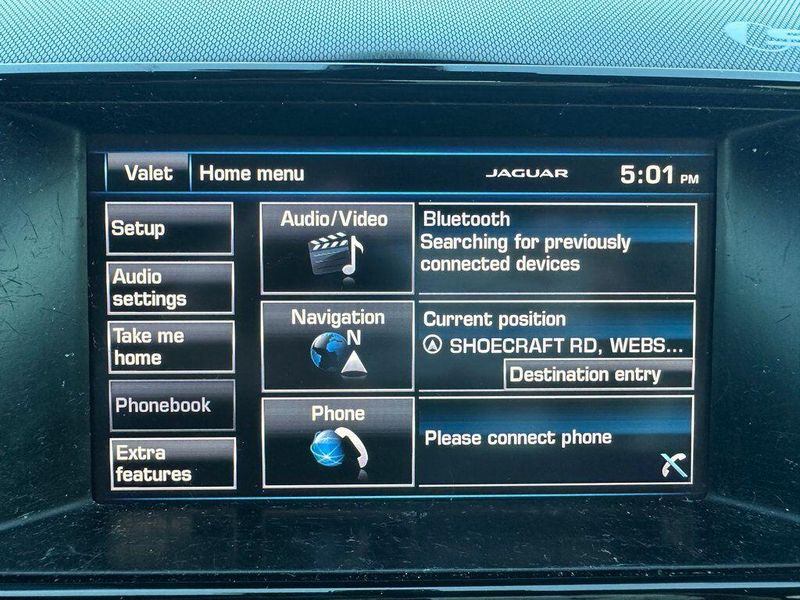 Valet
Home menu
JAGUAR
5:01 PM
Setup
Audio/Video
Bluetooth
Searching for previously
connected devices
Audio
settings
Navigation
N
Current position
SHOECRAFT RD, WEBS...
Destination entry
Take me
home
Phonebook
Phone
Please connect phone
Extra
features